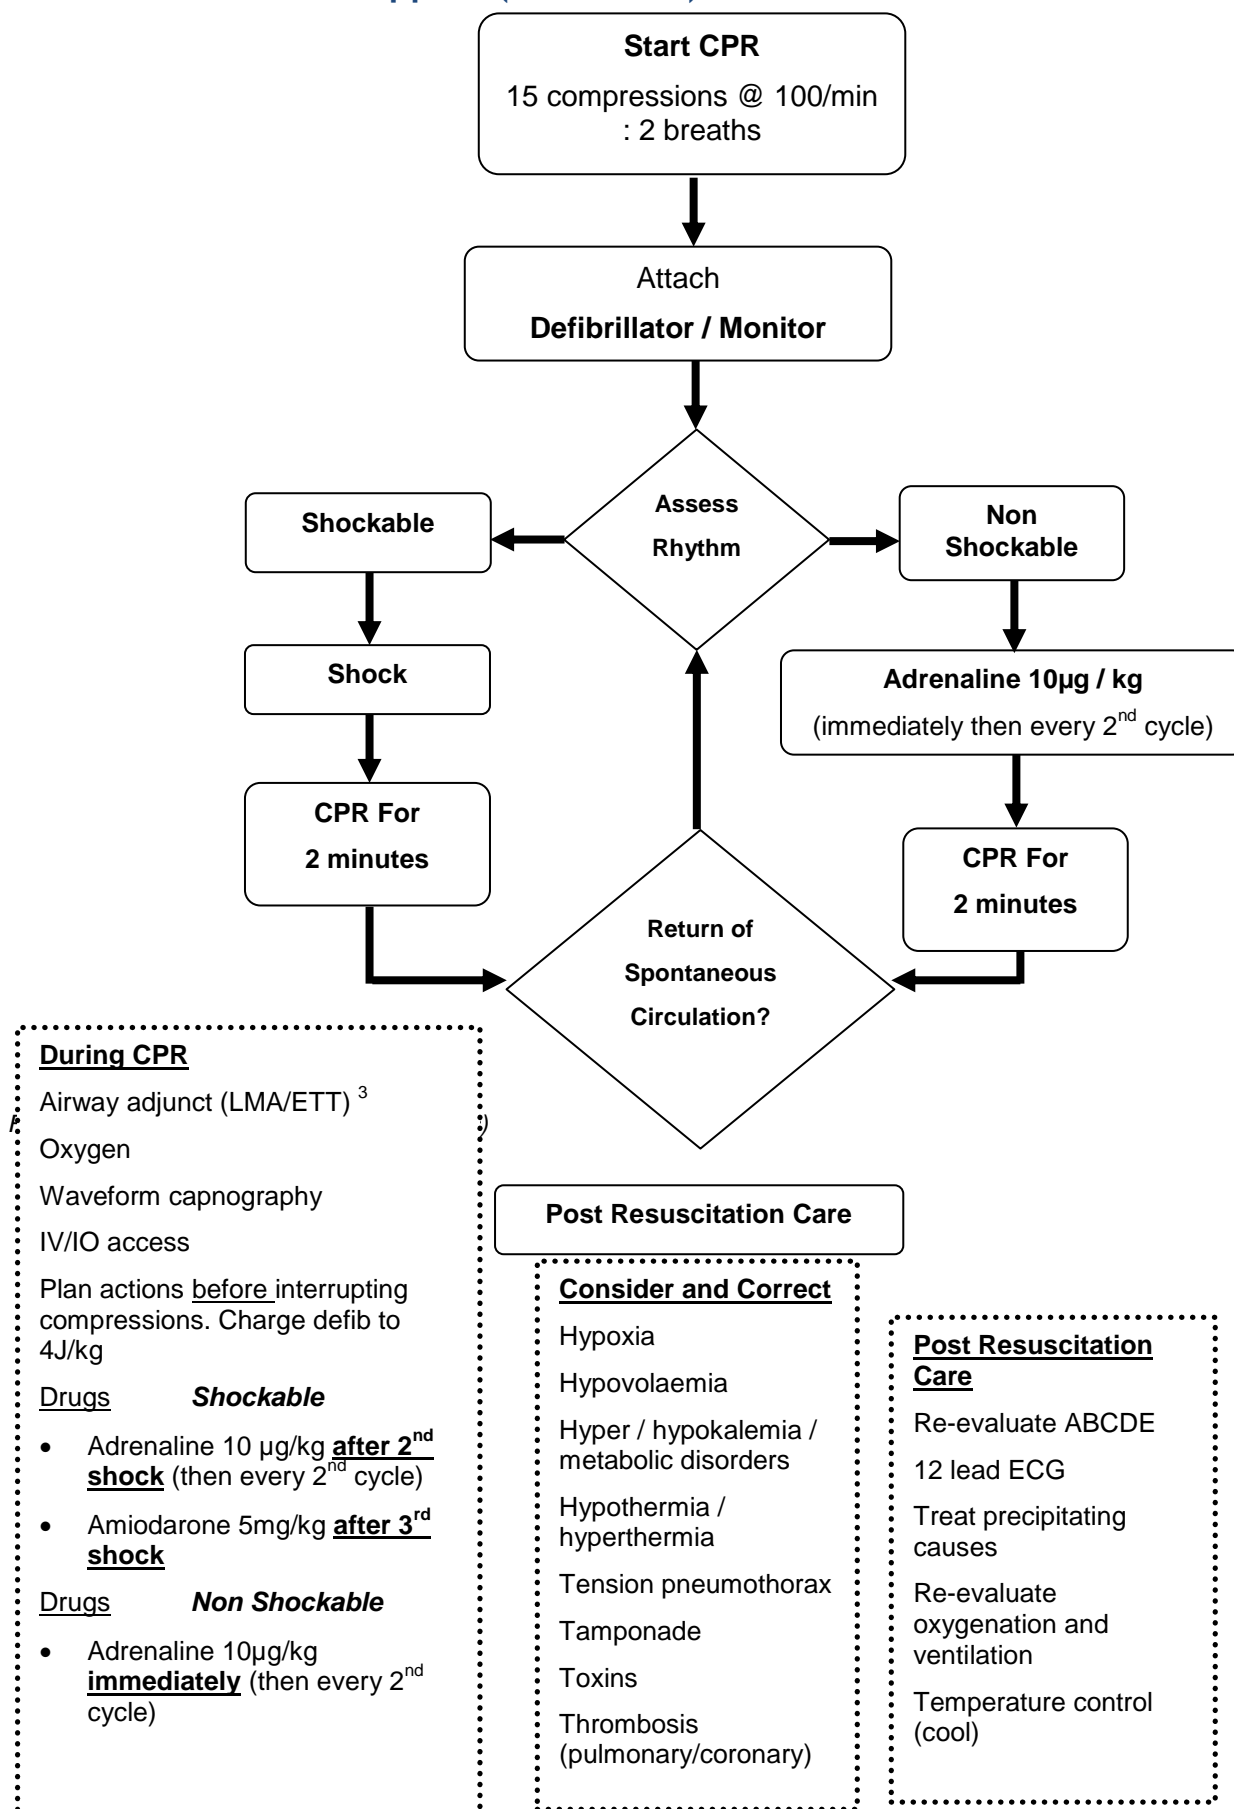 Start CPR
15 compressions @ 100/min
: 2 breaths
Attach
Defibrillator / Monitor
Assess
Rhythm
Shockable
Non
Shockable
Shock
Adrenaline 10µg / kg
(immediately then every 2nd cycle)
CPR For
2 minutes
CPR For
2 minutes
Return of
Spontaneous
Circulation?
During CPR
Airway adjunct (LMA/ETT) 3
Oxygen
Waveform capnography
IV/IO access
Plan actions before interrupting
compressions. Charge defib to
4J/kg
Drugs Shockable
• Adrenaline 10 µg/kg after 2nd
shock (then every 2nd cycle)
• Amiodarone 5mg/kg after 3rd
shock
Drugs Non Shockable
• Adrenaline 10µg/kg
immediately (then every 2nd
cycle)
Post Resuscitation Care
Consider and Correct
Hypoxia
Hypovolaemia
Hyper / hypokalemia /
metabolic disorders
Hypothermia /
hyperthermia
Tension pneumothorax
Tamponade
Toxins
Thrombosis
(pulmonary/coronary)
Post Resuscitation
Care
Re-evaluate ABCDE
12 lead ECG
Treat precipitating
causes
Re-evaluate
oxygenation and
ventilation
Temperature control
(cool)